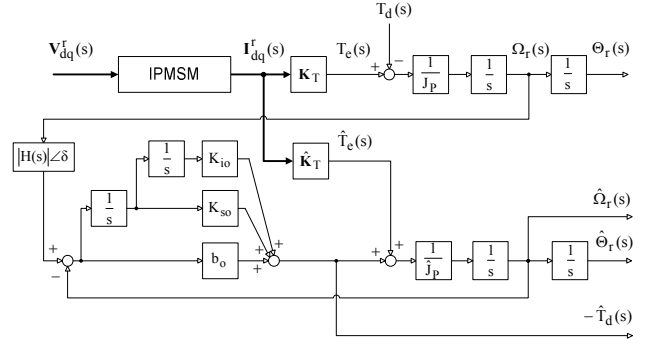 T_d(s)
V^r_dq(s) I^r_dq(s) T_e(s) Ω_r(s) Θ_r(s)
IPMSM K_T + − 1/J_P 1/s 1/s
|H(s)|∠δ 1/s K_io K̂_T T̂_e(s)
1/s K_so
Ω̂_r(s)
+ − b_o + + + + + 1/Ĵ_P 1/s 1/s Θ̂_r(s)
−T̂_d(s)